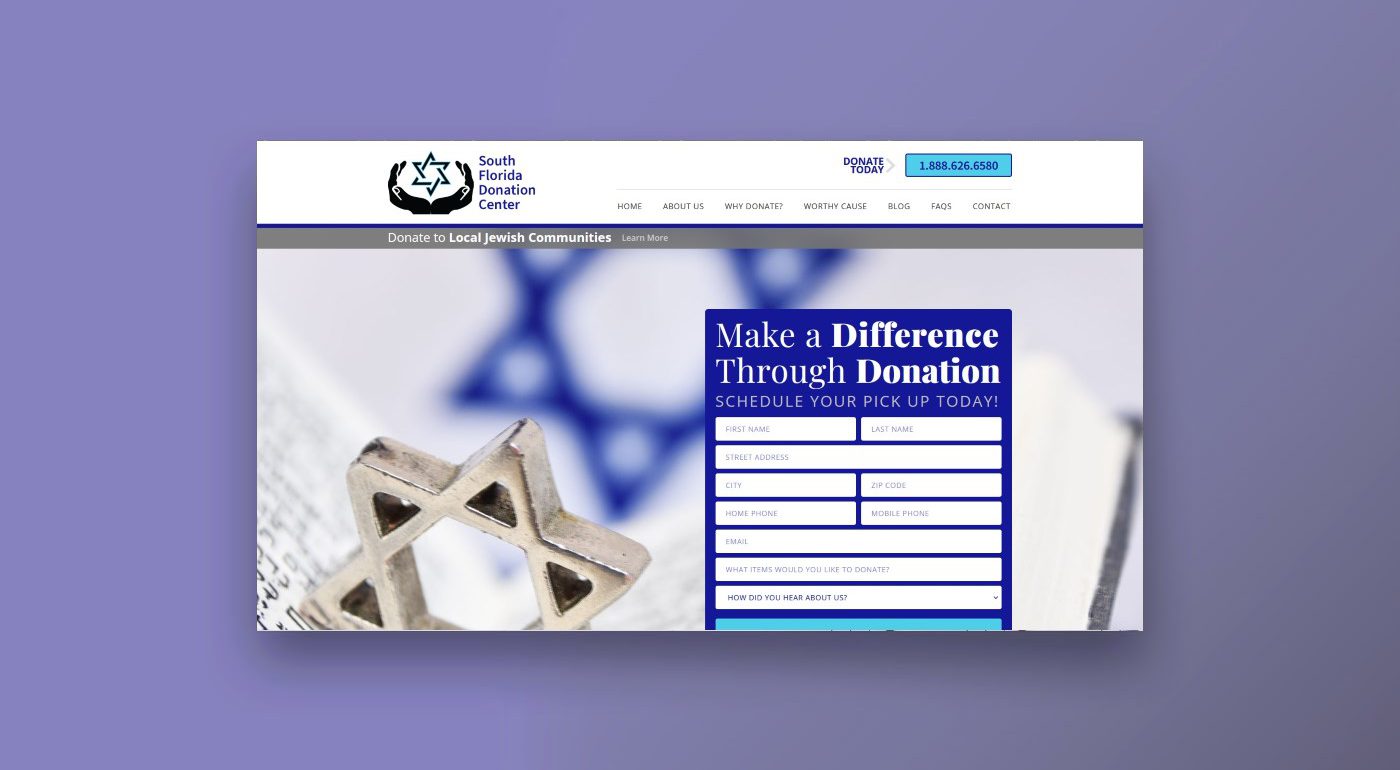 South
Florida
Donation
Center
DONATE
TODAY
1.888.626.6580
HOME ABOUT US WHY DONATE? WORTHY CAUSE BLOG FAQS CONTACT
Donate to Local Jewish Communities Learn More
Make a Difference
Through Donation
SCHEDULE YOUR PICK UP TODAY!
FIRST NAME LAST NAME
STREET ADDRESS
CITY ZIP CODE
HOME PHONE MOBILE PHONE
EMAIL
WHAT ITEMS WOULD YOU LIKE TO DONATE?
HOW DID YOU HEAR ABOUT US?